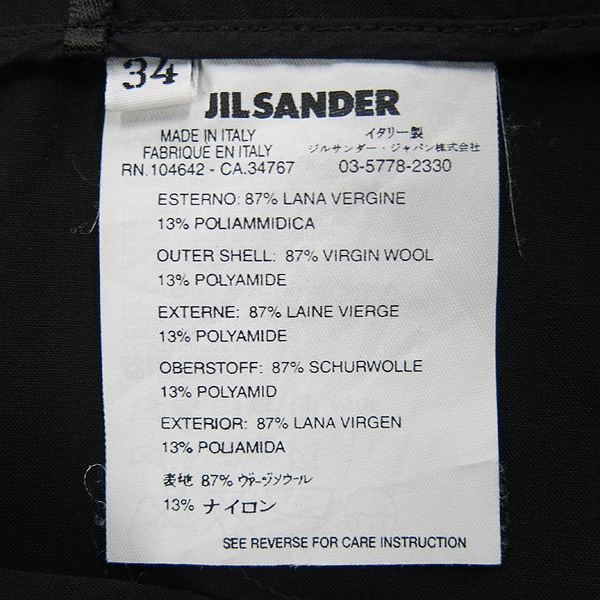 34
JIL SANDER
MADE IN ITALY
FABRIQUE EN ITALY
RN.104642 - CA.34767
イタリー製
ジルサンダー・ジャパン株式会社
03-5778-2330
ESTERNO: 87% LANA VERGINE
13% POLIAMMIDICA
OUTER SHELL: 87% VIRGIN WOOL
13% POLYAMIDE
EXTERNE: 87% LAINE VIERGE
13% POLYAMIDE
OBERSTOFF: 87% SCHURWOLLE
13% POLYAMID
EXTERIOR: 87% LANA VIRGEN
13% POLIAMIDA
表地 87% ヴァージンウール
13% ナイロン
SEE REVERSE FOR CARE INSTRUCTION